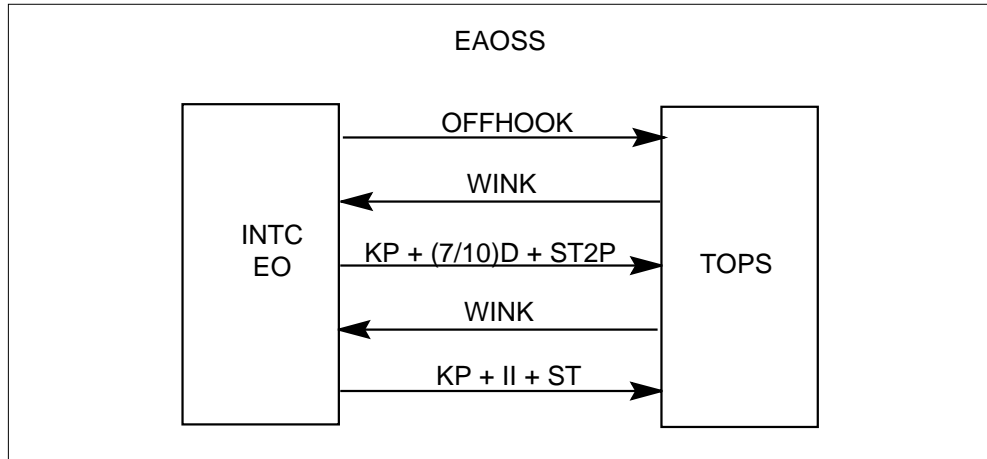 EAOSS
OFFHOOK
WINK
INTC
EO
KP + (7/10)D + ST2P
TOPS
WINK
KP + II + ST